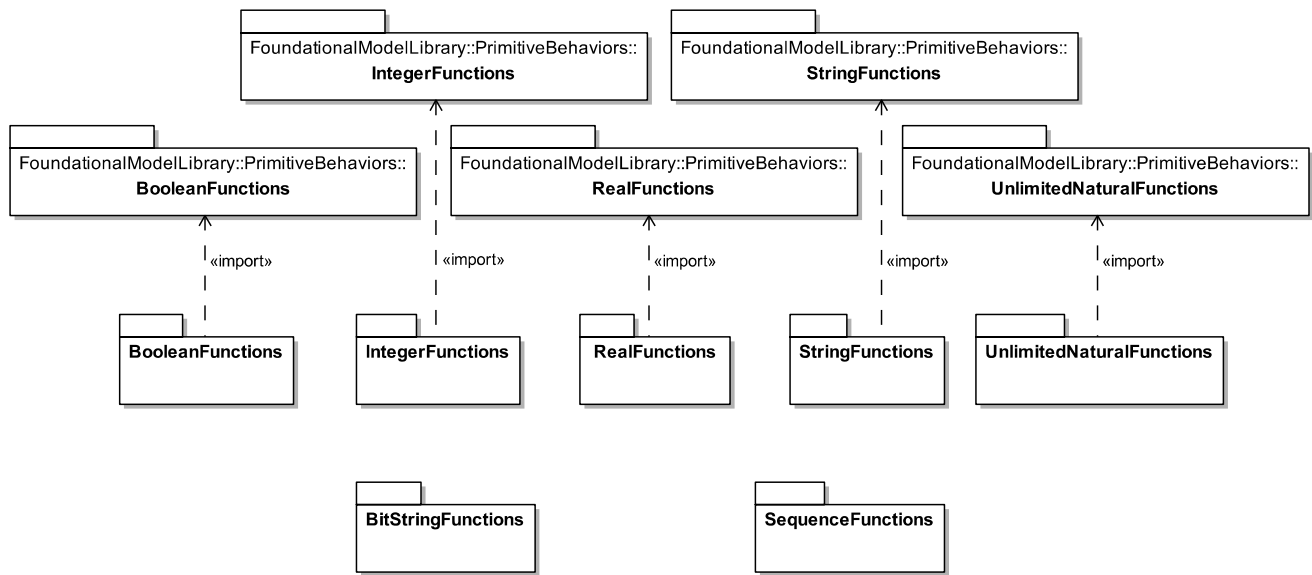 FoundationalModelLibrary::PrimitiveBehaviors::
IntegerFunctions
FoundationalModelLibrary::PrimitiveBehaviors::
StringFunctions
FoundationalModelLibrary::PrimitiveBehaviors::
BooleanFunctions
FoundationalModelLibrary::PrimitiveBehaviors::
RealFunctions
FoundationalModelLibrary::PrimitiveBehaviors::
UnlimitedNaturalFunctions
«import»
«import»
«import»
«import»
«import»
BooleanFunctions
IntegerFunctions
RealFunctions
StringFunctions
UnlimitedNaturalFunctions
BitStringFunctions
SequenceFunctions